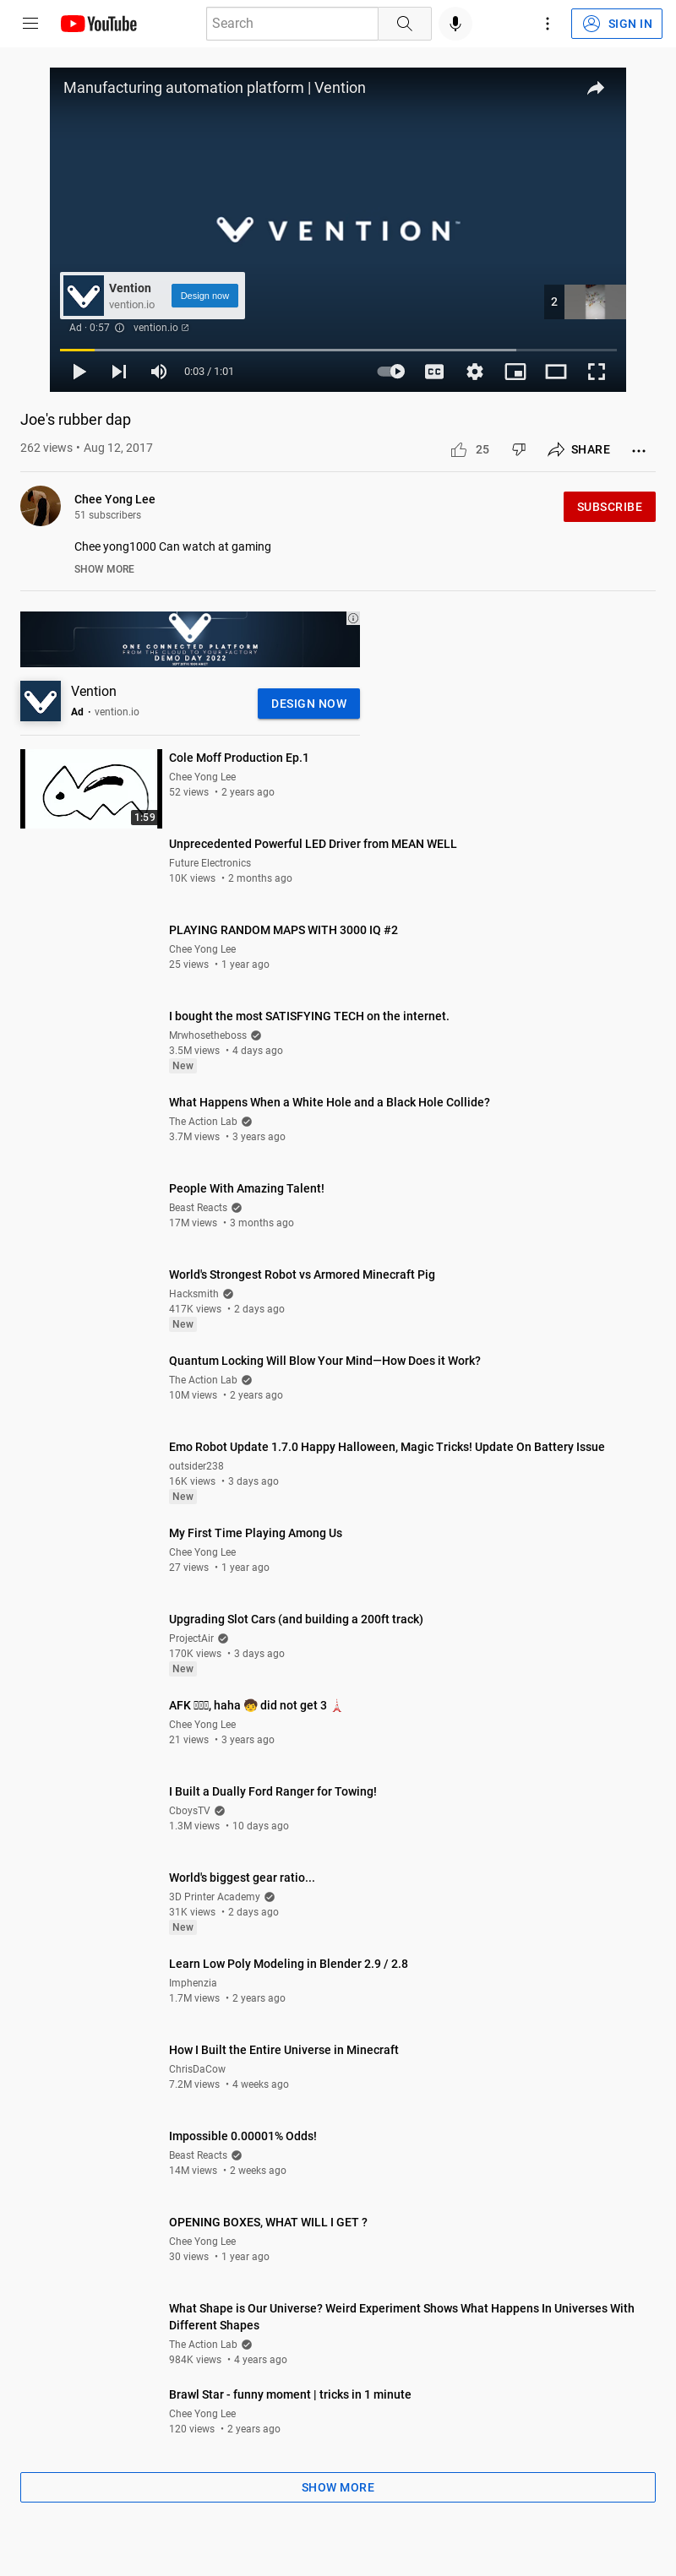 YouTube
Search
SIGN IN
Manufacturing automation platform | Vention
VENTION
Vention
vention.io
Design now
2
Ad · 0:57 vention.io
0:03 / 1:01
CC
Joe's rubber dap
262 views • Aug 12, 2017
25
SHARE
Chee Yong Lee
51 subscribers
SUBSCRIBE
Chee yong1000 Can watch at gaming
SHOW MORE
ONE CONNECTED PLATFORM
FROM THE CLOUD TO YOUR FACTORY
DEMO DAY 2022
Vention
Ad • vention.io
DESIGN NOW
1:59
Cole Moff Production Ep.1
Chee Yong Lee
52 views • 2 years ago
Unprecedented Powerful LED Driver from MEAN WELL
Future Electronics
10K views • 2 months ago
PLAYING RANDOM MAPS WITH 3000 IQ #2
Chee Yong Lee
25 views • 1 year ago
I bought the most SATISFYING TECH on the internet.
Mrwhosetheboss
3.5M views • 4 days ago
New
What Happens When a White Hole and a Black Hole Collide?
The Action Lab
3.7M views • 3 years ago
People With Amazing Talent!
Beast Reacts
17M views • 3 months ago
World's Strongest Robot vs Armored Minecraft Pig
Hacksmith
417K views • 2 days ago
New
Quantum Locking Will Blow Your Mind—How Does it Work?
The Action Lab
10M views • 2 years ago
Emo Robot Update 1.7.0 Happy Halloween, Magic Tricks! Update On Battery Issue
outsider238
16K views • 3 days ago
New
My First Time Playing Among Us
Chee Yong Lee
27 views • 1 year ago
Upgrading Slot Cars (and building a 200ft track)
ProjectAir
170K views • 3 days ago
New
AFK , haha 🧒 did not get 3 🗼
Chee Yong Lee
21 views • 3 years ago
I Built a Dually Ford Ranger for Towing!
CboysTV
1.3M views • 10 days ago
World's biggest gear ratio...
3D Printer Academy
31K views • 2 days ago
New
Learn Low Poly Modeling in Blender 2.9 / 2.8
Imphenzia
1.7M views • 2 years ago
How I Built the Entire Universe in Minecraft
ChrisDaCow
7.2M views • 4 weeks ago
Impossible 0.00001% Odds!
Beast Reacts
14M views • 2 weeks ago
OPENING BOXES, WHAT WILL I GET ?
Chee Yong Lee
30 views • 1 year ago
What Shape is Our Universe? Weird Experiment Shows What Happens In Universes With
Different Shapes
The Action Lab
984K views • 4 years ago
Brawl Star - funny moment | tricks in 1 minute
Chee Yong Lee
120 views • 2 years ago
SHOW MORE